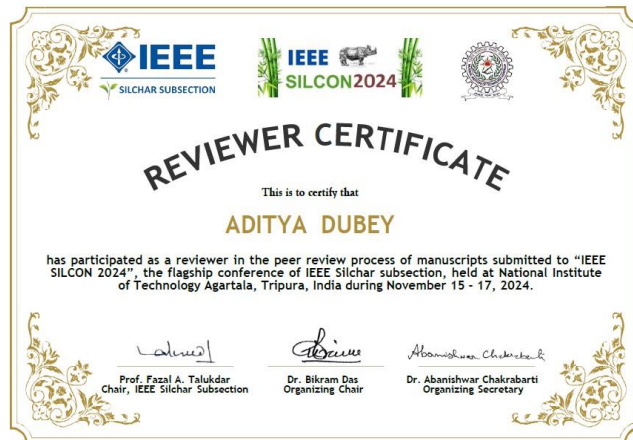 IEEE
SILCHAR SUBSECTION
IEEE
SILCON2024
REVIEWER CERTIFICATE
This is to certify that
ADITYA DUBEY
has participated as a reviewer in the peer review process of manuscripts submitted to “IEEE
SILCON 2024”, the flagship conference of IEEE Silchar subsection, held at National Institute
of Technology Agartala, Tripura, India during November 15 - 17, 2024.
Abanishwar Chakrabarti
Prof. Fazal A. Talukdar
Chair, IEEE Silchar Subsection
Dr. Bikram Das
Organizing Chair
Dr. Abanishwar Chakrabarti
Organizing Secretary